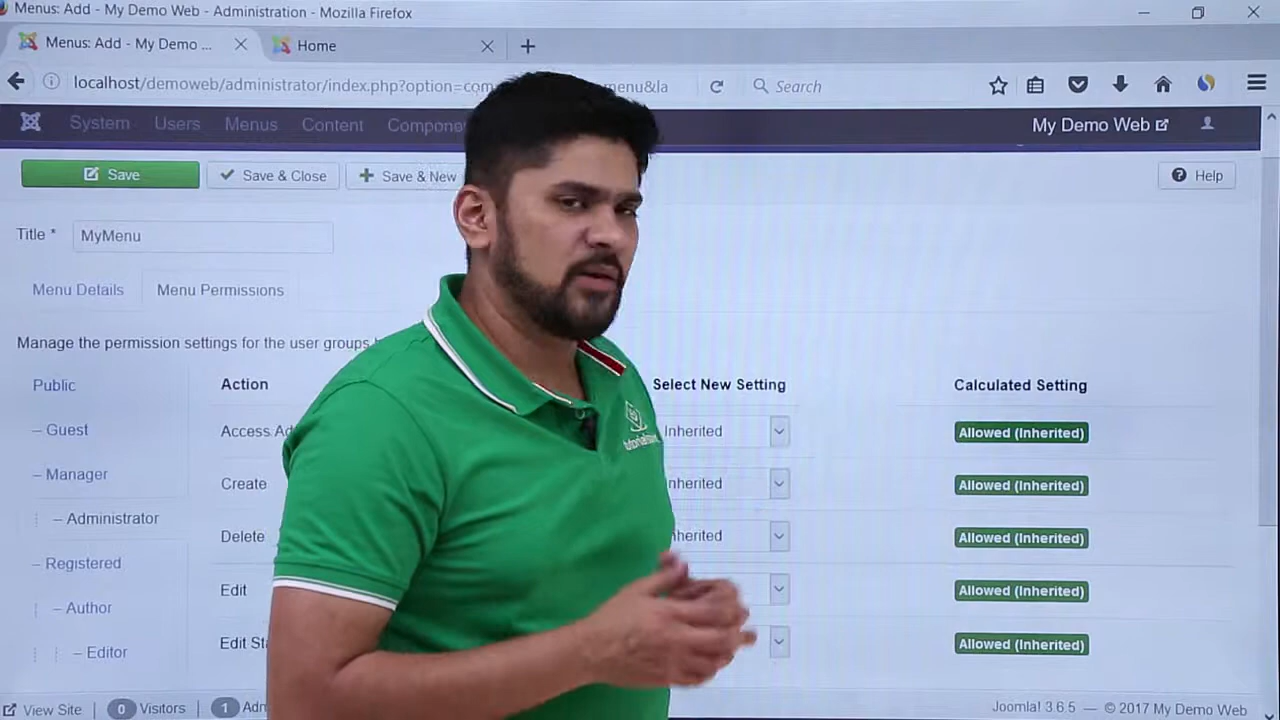 Menus: Add - My Demo Web - Administration - Mozilla Firefox
Menus: Add - My Demo ...
Home
localhost/demoweb/administrator/index.php?option=com
menu&la
Search
System Users Menus Content
My Demo Web
Save
Save & Close
Save & New
Help
Title * MyMenu
Menu Details Menu Permissions
Manage the permission settings for the user groups
Public Action Select New Setting Calculated Setting
– Guest Access Inherited Allowed (Inherited)
– Manager Create Inherited Allowed (Inherited)
– Administrator Delete Inherited Allowed (Inherited)
– Registered Edit Allowed (Inherited)
– Author
– Editor Edit Allowed (Inherited)
View Site 0 Visitors 1
Joomla! 3.6.5 — © 2017 My Demo Web